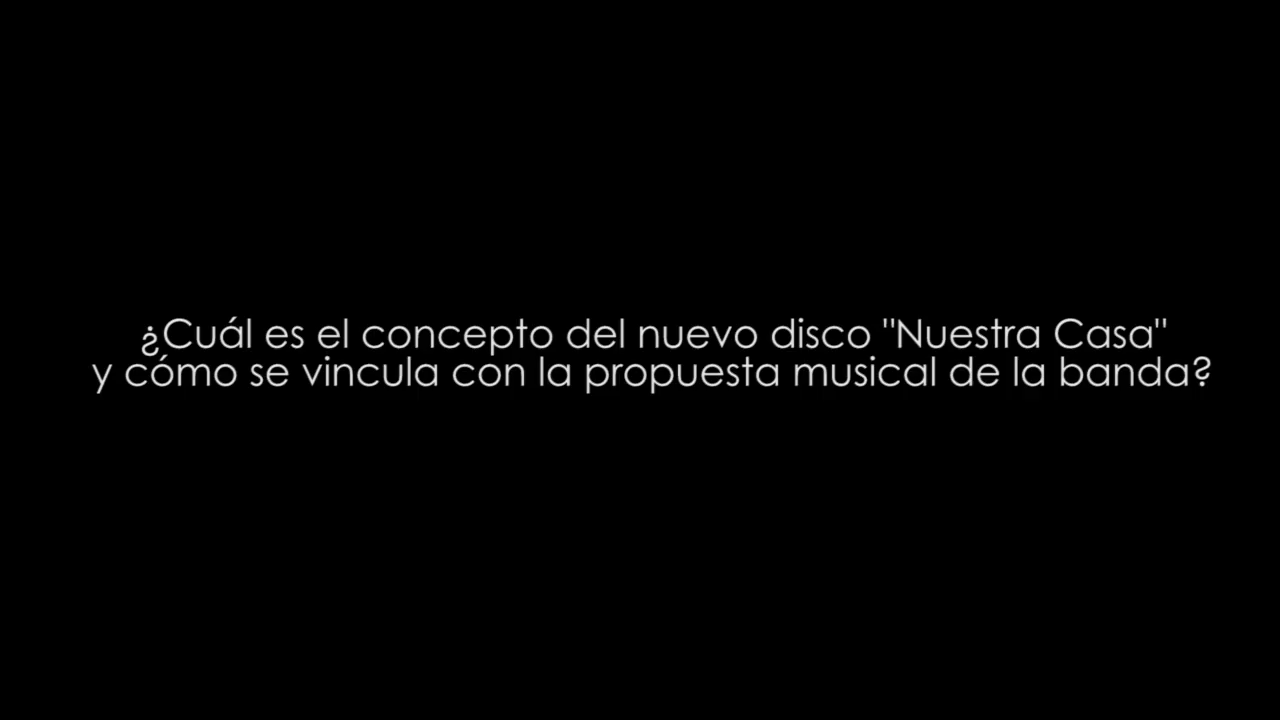 ¿Cuál es el concepto del nuevo disco "Nuestra Casa"
y cómo se vincula con la propuesta musical de la banda?